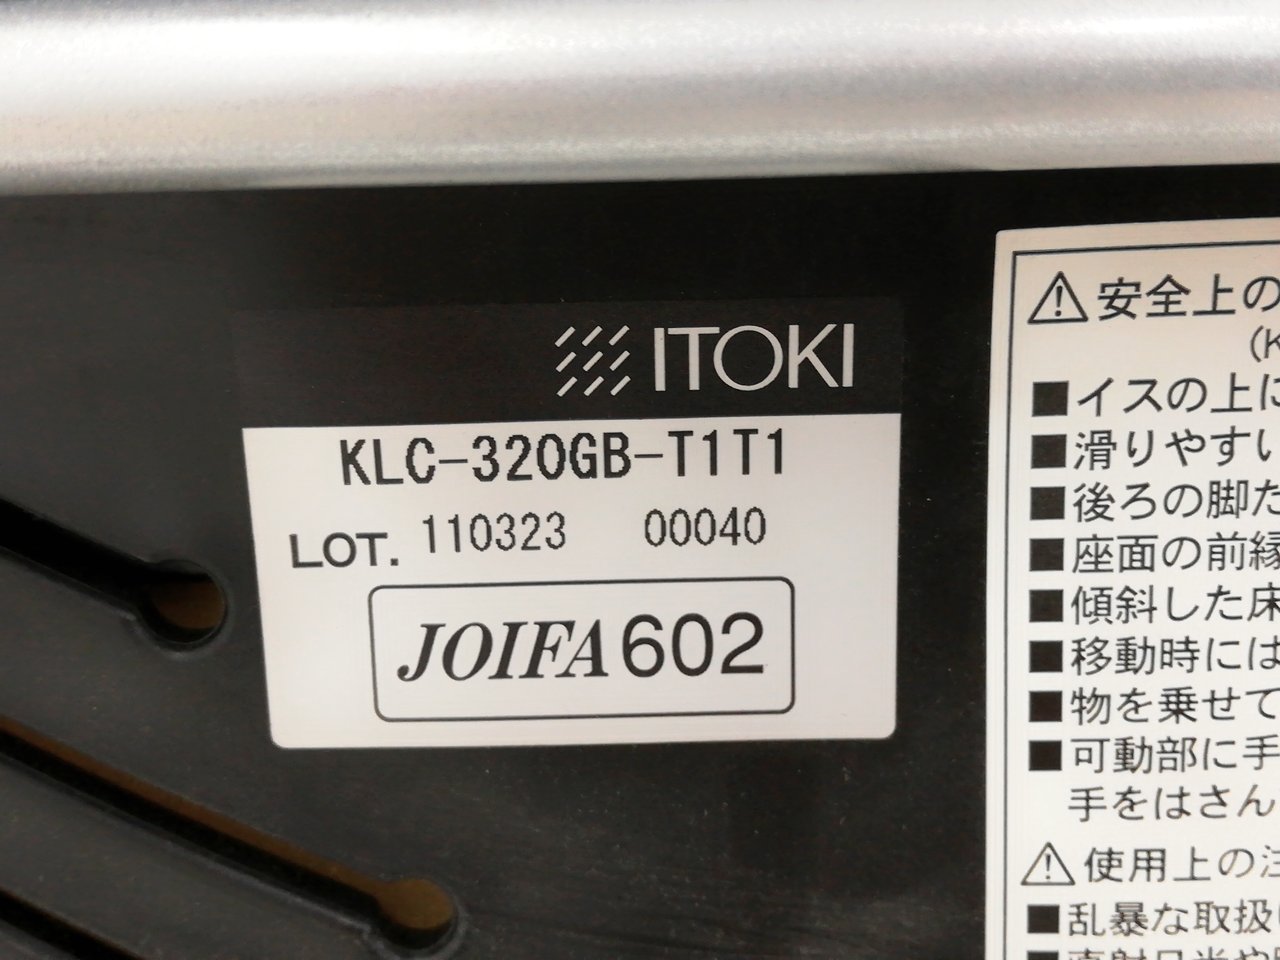 ITOKI
KLC-320GB-T1T1
LOT. 110323 00040
JOIFA602
⚠安全上の
(K
■イスの上に
■滑りやすい
■後ろの脚だ
■座面の前縁
■傾斜した床
■移動時には
■物を乗せて
■可動部に手
手をはさん
⚠使用上の注
■乱暴な取扱い